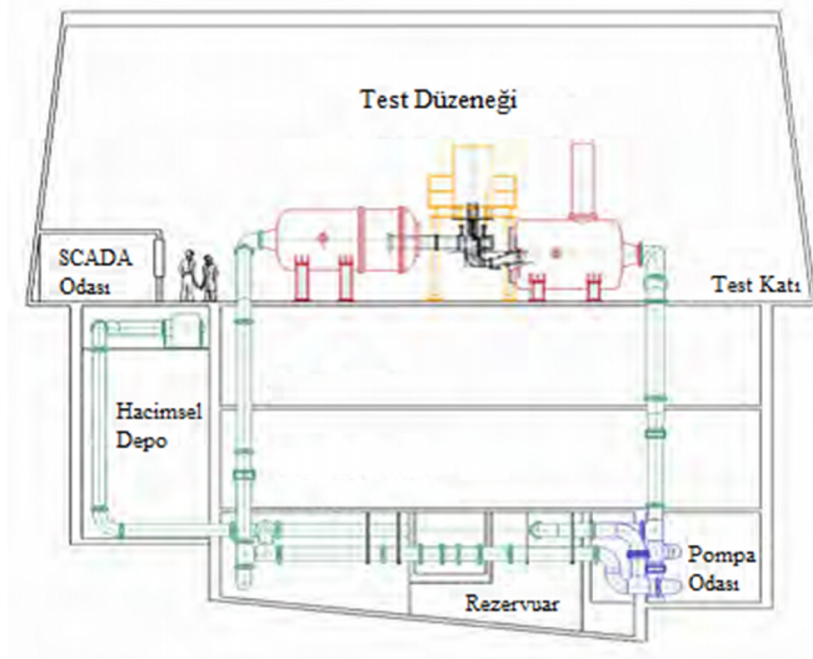 Test Düzeneği
SCADA
Odası
Test Katı
Hacimsel
Depo
Pompa
Odası
Rezervuar